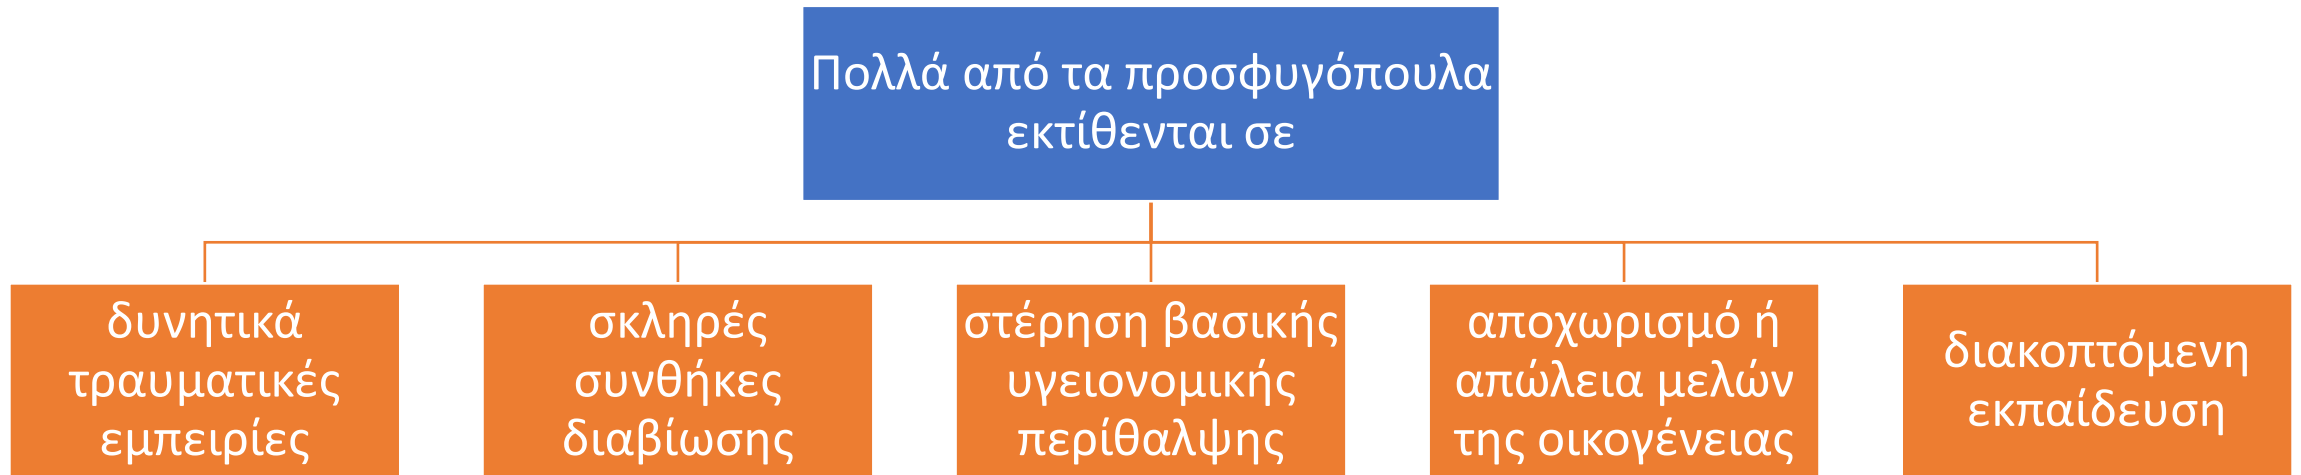 Πολλά από τα προσφυγόπουλα
εκτίθενται σε
δυνητικά
τραυματικές
εμπειρίες
σκληρές
συνθήκες
διαβίωσης
στέρηση βασικής
υγειονομικής
περίθαλψης
αποχωρισμό ή
απώλεια μελών
της οικογένειας
διακοπτόμενη
εκπαίδευση